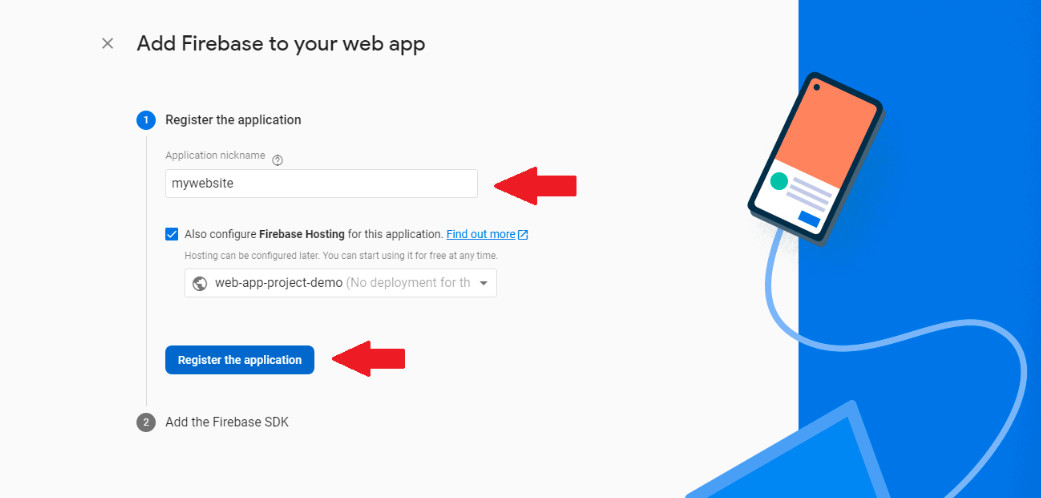 Add Firebase to your web app
1 Register the application
Application nickname ?
mywebsite
Also configure Firebase Hosting for this application. Find out more
Hosting can be configured later. You can start using it for free at any time.
web-app-project-demo (No deployment for th
Register the application
2 Add the Firebase SDK